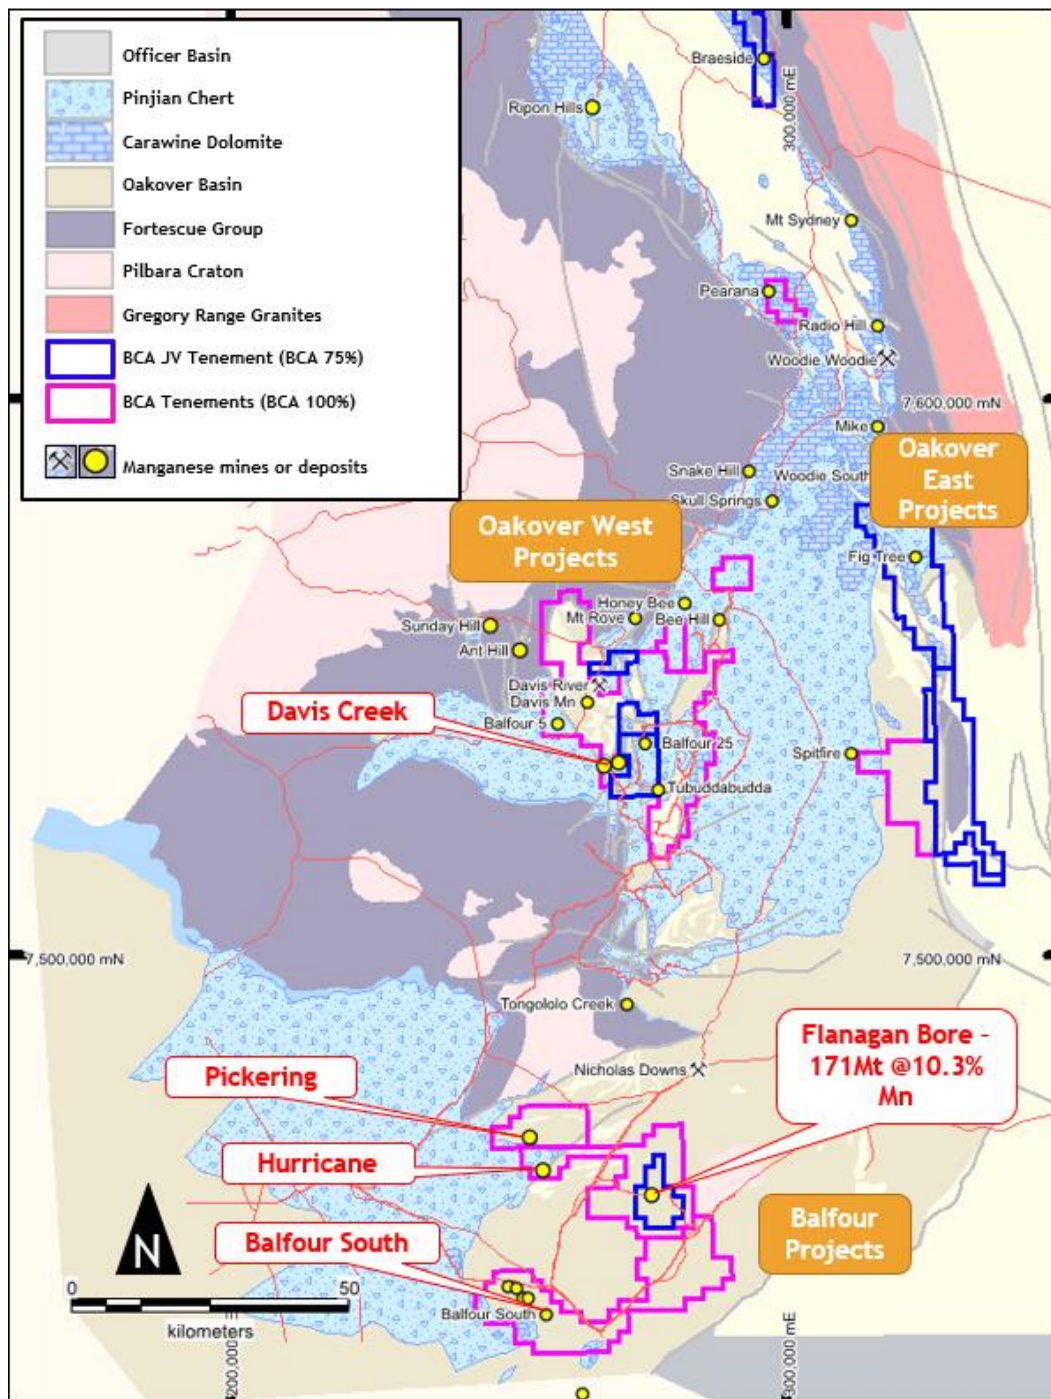 Officer Basin
Pinjian Chert
Carawine Dolomite
Oakover Basin
Fortescue Group
Pilbara Craton
Gregory Range Granites
BCA JV Tenement (BCA 75%)
BCA Tenements (BCA 100%)
Manganese mines or deposits
Braeside
300,000 mE
Ripon Hills
Mt Sydney
Pearana
Radio Hill
Woodie Woodie
7,600,000 mN
Mike
Oakover
East
Projects
Snake Hill
Woodie South
Skull Springs
Oakover West
Projects
Fig Tree
Honey Bee
Mt Rove
Bee Hill
Sunday Hill
Ant Hill
Davis River
Davis Mn
Davis Creek
Balfour 5
Balfour 25
Spitfire
Tubuddabudda
7,500,000 mN
7,500,000 mN
Tongololo Creek
Flanagan Bore –
171Mt @10.3%
Mn
Nicholas Downs
Pickering
Hurricane
Balfour
Projects
Balfour South
N
0
50
kilometers
Balfour South